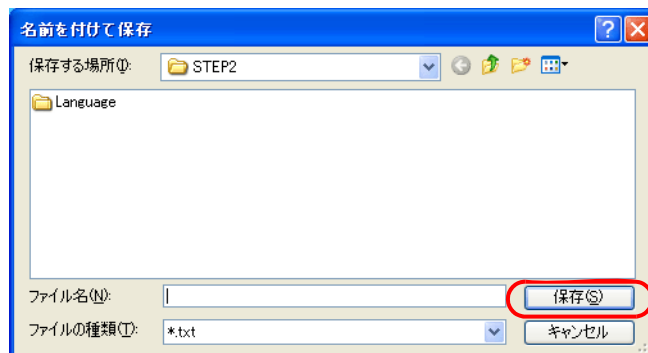 名前を付けて保存
保存する場所(I): STEP2
Language
ファイル名(N): 保存(S)
ファイルの種類(T): *.txt キャンセル